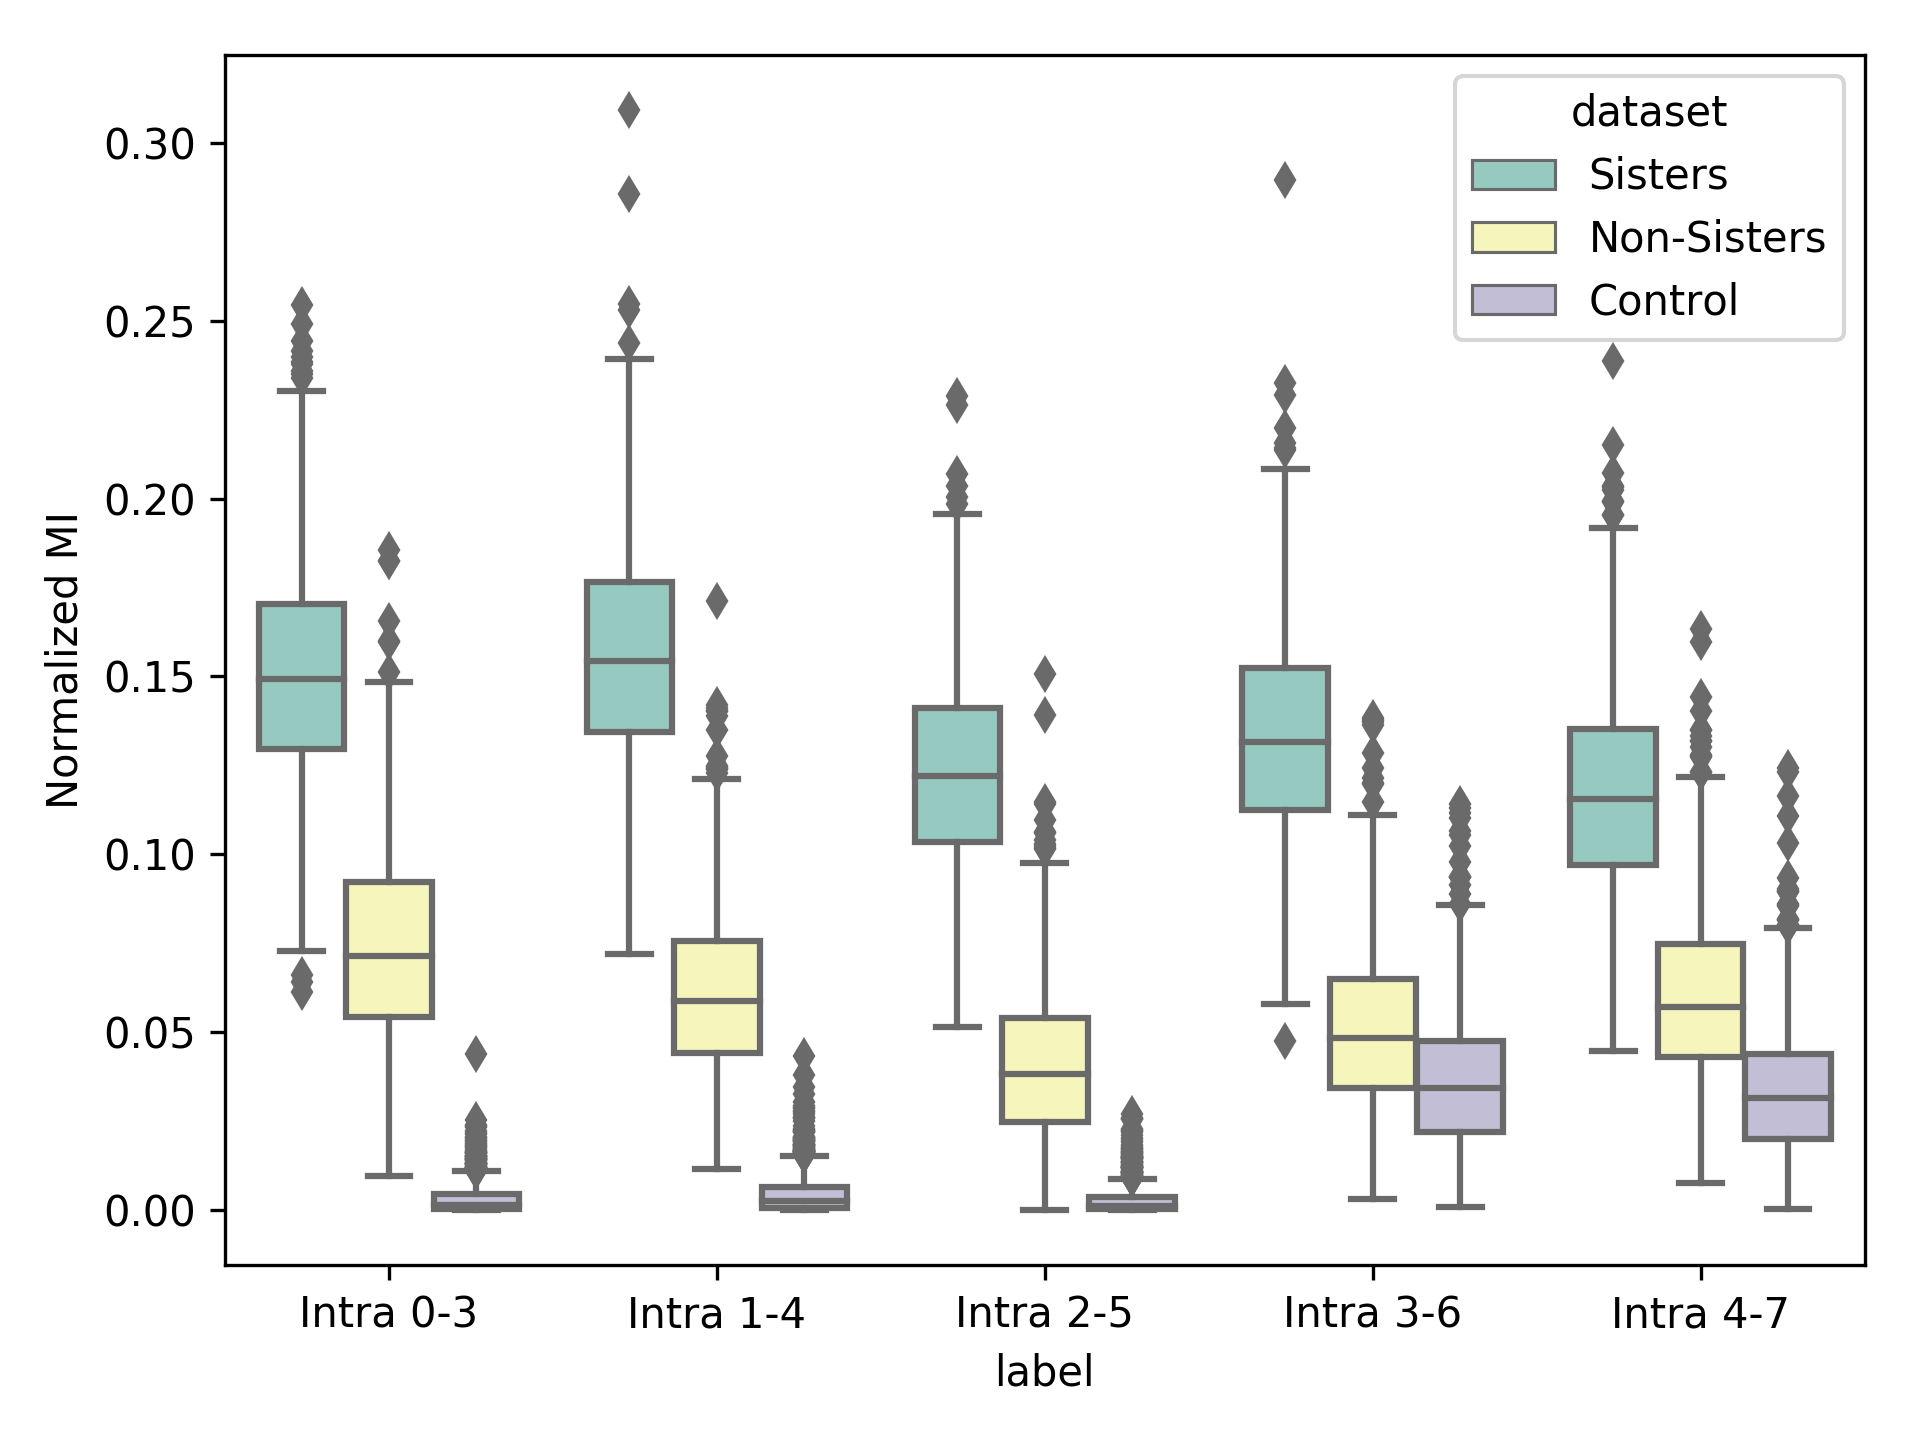 dataset
Sisters
Non-Sisters
Control
0.30
0.25
0.20
0.15
0.10
0.05
0.00
Normalized MI
Intra 0-3 Intra 1-4 Intra 2-5 Intra 3-6 Intra 4-7
label